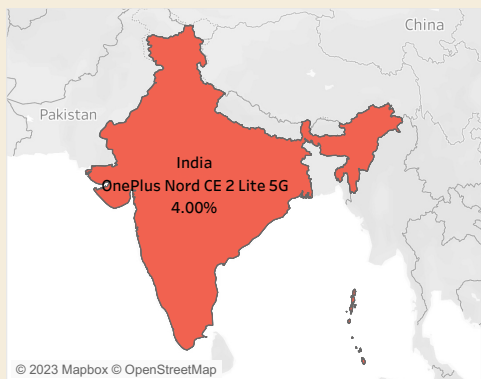 China
Pakistan
India
OnePlus Nord CE 2 Lite 5G
4.00%
© 2023 Mapbox © OpenStreetMap